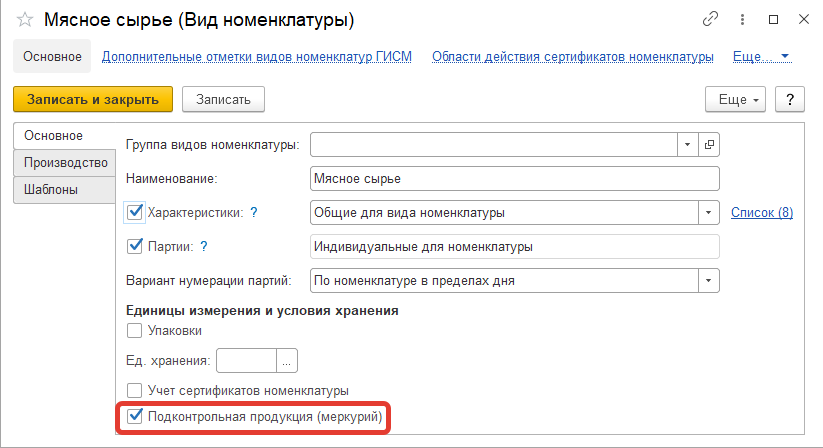 Мясное сырье (Вид номенклатуры)
Основное Дополнительные отметки видов номенклатур ГИСМ Области действия сертификатов номенклатуры Еще...
Записать и закрыть Записать Еще ?
Основное
Производство
Шаблоны
Группа видов номенклатуры:
Наименование: Мясное сырье
Характеристики: ? Общие для вида номенклатуры Список (8)
Партии: ? Индивидуальные для номенклатуры
Вариант нумерации партий: По номенклатуре в пределах дня
Единицы измерения и условия хранения
Упаковки
Ед. хранения: ...
Учет сертификатов номенклатуры
Подконтрольная продукция (меркурий)